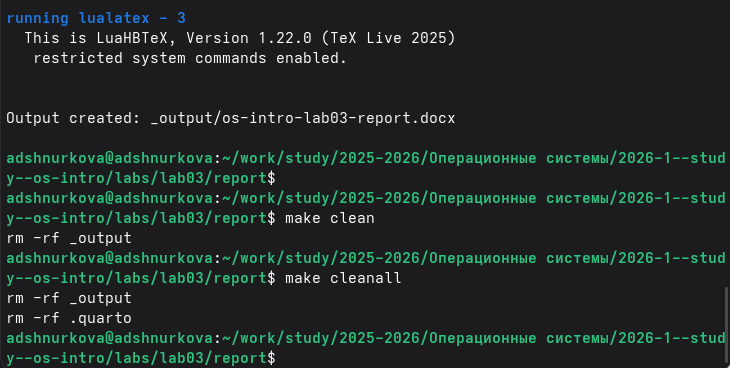 running lualatex - 3
This is LuaHBTeX, Version 1.22.0 (TeX Live 2025)
restricted system commands enabled.
Output created: _output/os-intro-lab03-report.docx
adshnurkova@adshnurkova:~/work/study/2025-2026/Операционные системы/2026-1--stud
y--os-intro/labs/lab03/report$
adshnurkova@adshnurkova:~/work/study/2025-2026/Операционные системы/2026-1--stud
y--os-intro/labs/lab03/report$ make clean
rm -rf _output
adshnurkova@adshnurkova:~/work/study/2025-2026/Операционные системы/2026-1--stud
y--os-intro/labs/lab03/report$ make cleanall
rm -rf _output
rm -rf .quarto
adshnurkova@adshnurkova:~/work/study/2025-2026/Операционные системы/2026-1--stud
y--os-intro/labs/lab03/report$